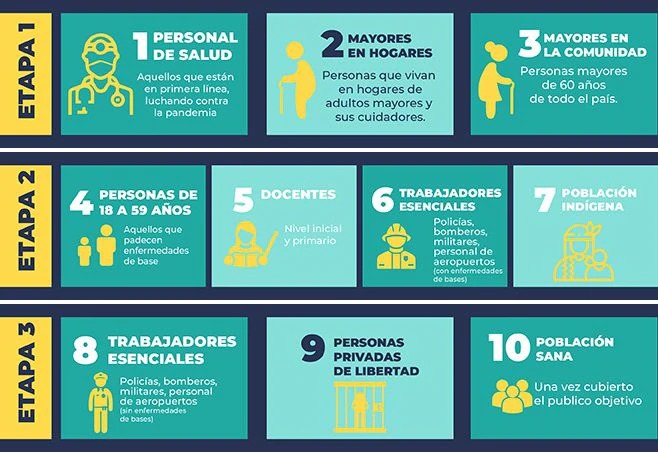 ETAPA 1
1 PERSONAL
DE SALUD
Aquellos que están
en primera línea,
luchando contra
la pandemia
2 MAYORES
EN HOGARES
Personas que vivan
en hogares de
adultos mayores y
sus cuidadores.
3 MAYORES EN
LA COMUNIDAD
Personas mayores
de 60 años
de todo el país.
ETAPA 2
4 PERSONAS DE
18 A 59 AÑOS
Aquellos que
padecen
enfermedades
de base
5 DOCENTES
Nivel inicial
y primario
6 TRABAJADORES
ESENCIALES
Policías,
bomberos,
militares,
personal de
aeropuertos
(con enfermedades
de bases)
7 POBLACIÓN
INDÍGENA
ETAPA 3
8 TRABAJADORES
ESENCIALES
Policías, bomberos,
militares, personal
de aeropuertos
(sin enfermedades
de bases)
9 PERSONAS
PRIVADAS
DE LIBERTAD
10 POBLACIÓN
SANA
Una vez cubierto
el publico objetivo